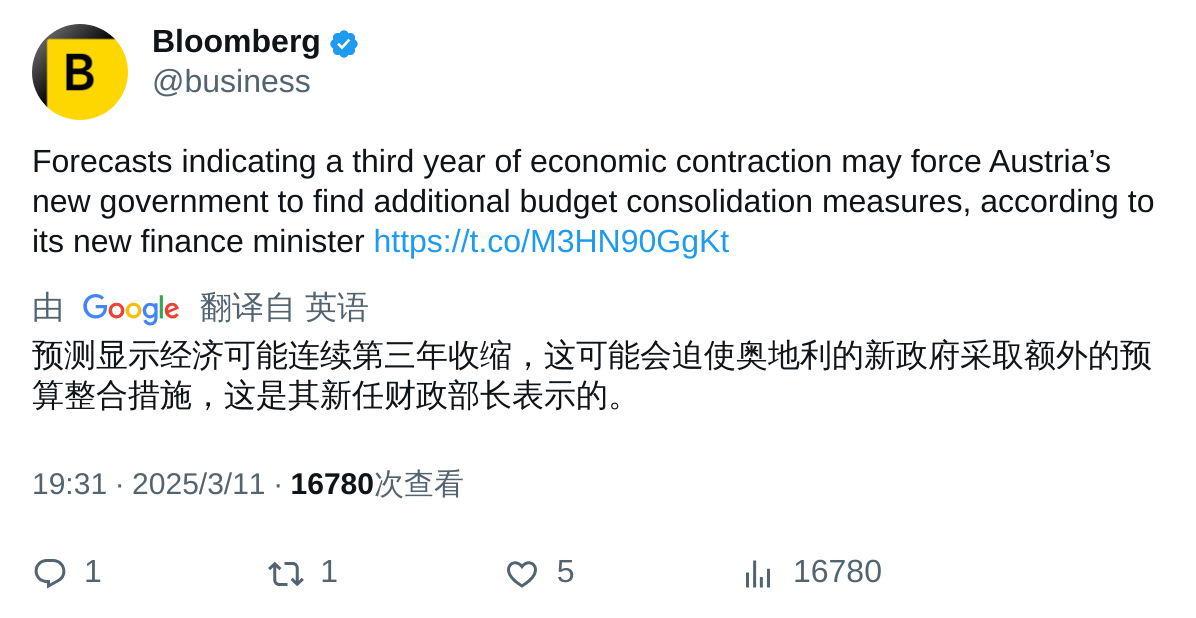 B
Bloomberg
@business
Forecasts indicating a third year of economic contraction may force Austria’s
new government to find additional budget consolidation measures, according to
its new finance minister https://t.co/M3HN90GgKt
由 Google 翻译自 英语
预测显示经济可能连续第三年收缩，这可能会迫使奥地利的新政府采取额外的预
算整合措施，这是其新任财政部长表示的。
19:31 · 2025/3/11 · 16780次查看
1 1 5 16780